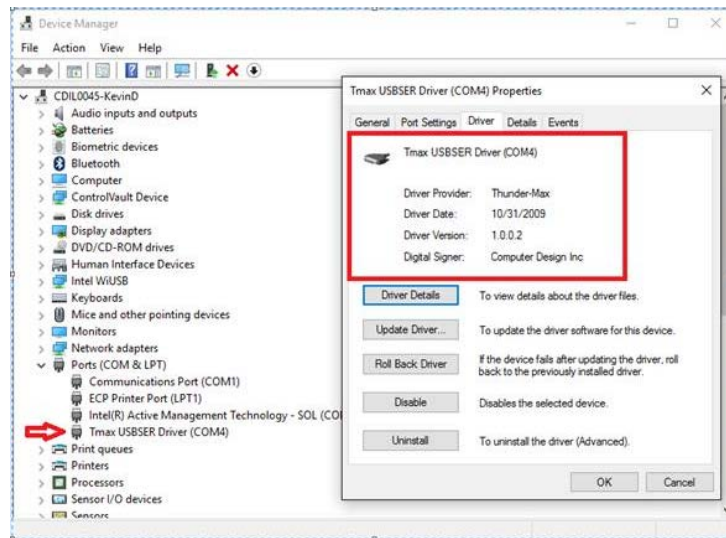 Device Manager
File Action View Help
CDIL0045-KevinD
Audio inputs and outputs
Batteries
Biometric devices
Bluetooth
Computer
ControlVault Device
Disk drives
Display adapters
DVD/CD-ROM drives
Human Interface Devices
Intel WiUSB
Keyboards
Mice and other pointing devices
Monitors
Network adapters
Ports (COM & LPT)
Communications Port (COM1)
ECP Printer Port (LPT1)
Intel(R) Active Management Technology - SOL (CO
Tmax USBSER Driver (COM4)
Print queues
Printers
Processors
Sensor I/O devices
Sensors
Tmax USBSER Driver (COM4) Properties
General Port Settings Driver Details Events
Tmax USBSER Driver (COM4)
Driver Provider: Thunder-Max
Driver Date: 10/31/2009
Driver Version: 1.0.0.2
Digital Signer: Computer Design Inc
Driver Details To view details about the driver files.
Update Driver... To update the driver software for this device.
Roll Back Driver If the device fails after updating the driver, roll
back to the previously installed driver.
Disable Disables the selected device.
Uninstall To uninstall the driver (Advanced).
OK Cancel